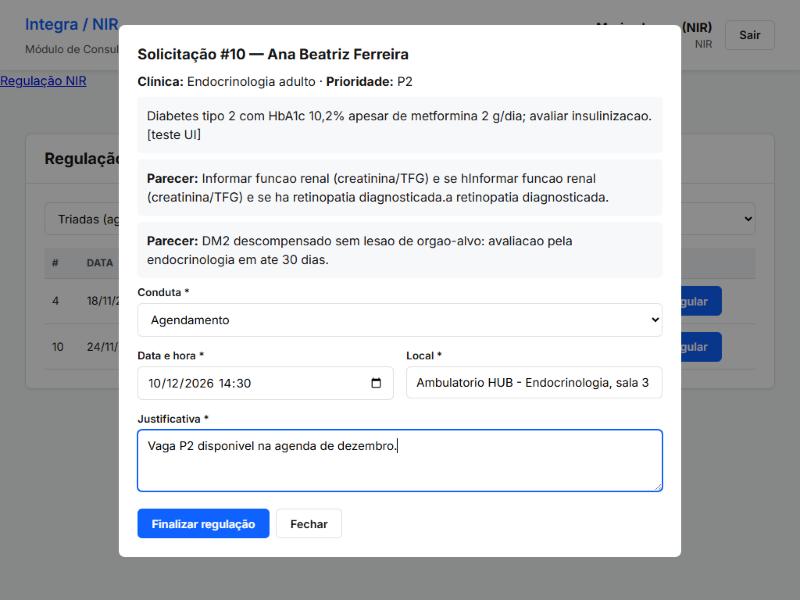 Integra / NIR
(NIR)
NIR
Sair
Módulo de Consul
Regulação NIR
Regulação
Triadas (ag
# DATA
4 18/11/2
gular
10 24/11/
gular
Solicitação #10 — Ana Beatriz Ferreira
Clínica: Endocrinologia adulto · Prioridade: P2
Diabetes tipo 2 com HbA1c 10,2% apesar de metformina 2 g/dia; avaliar insulinizacao.
[teste UI]
Parecer: Informar funcao renal (creatinina/TFG) e se hInformar funcao renal
(creatinina/TFG) e se ha retinopatia diagnosticada.a retinopatia diagnosticada.
Parecer: DM2 descompensado sem lesao de orgao-alvo: avaliacao pela
endocrinologia em ate 30 dias.
Conduta *
Agendamento
Data e hora * Local *
10/12/2026 14:30 Ambulatorio HUB - Endocrinologia, sala 3
Justificativa *
Vaga P2 disponivel na agenda de dezembro.
Finalizar regulação Fechar